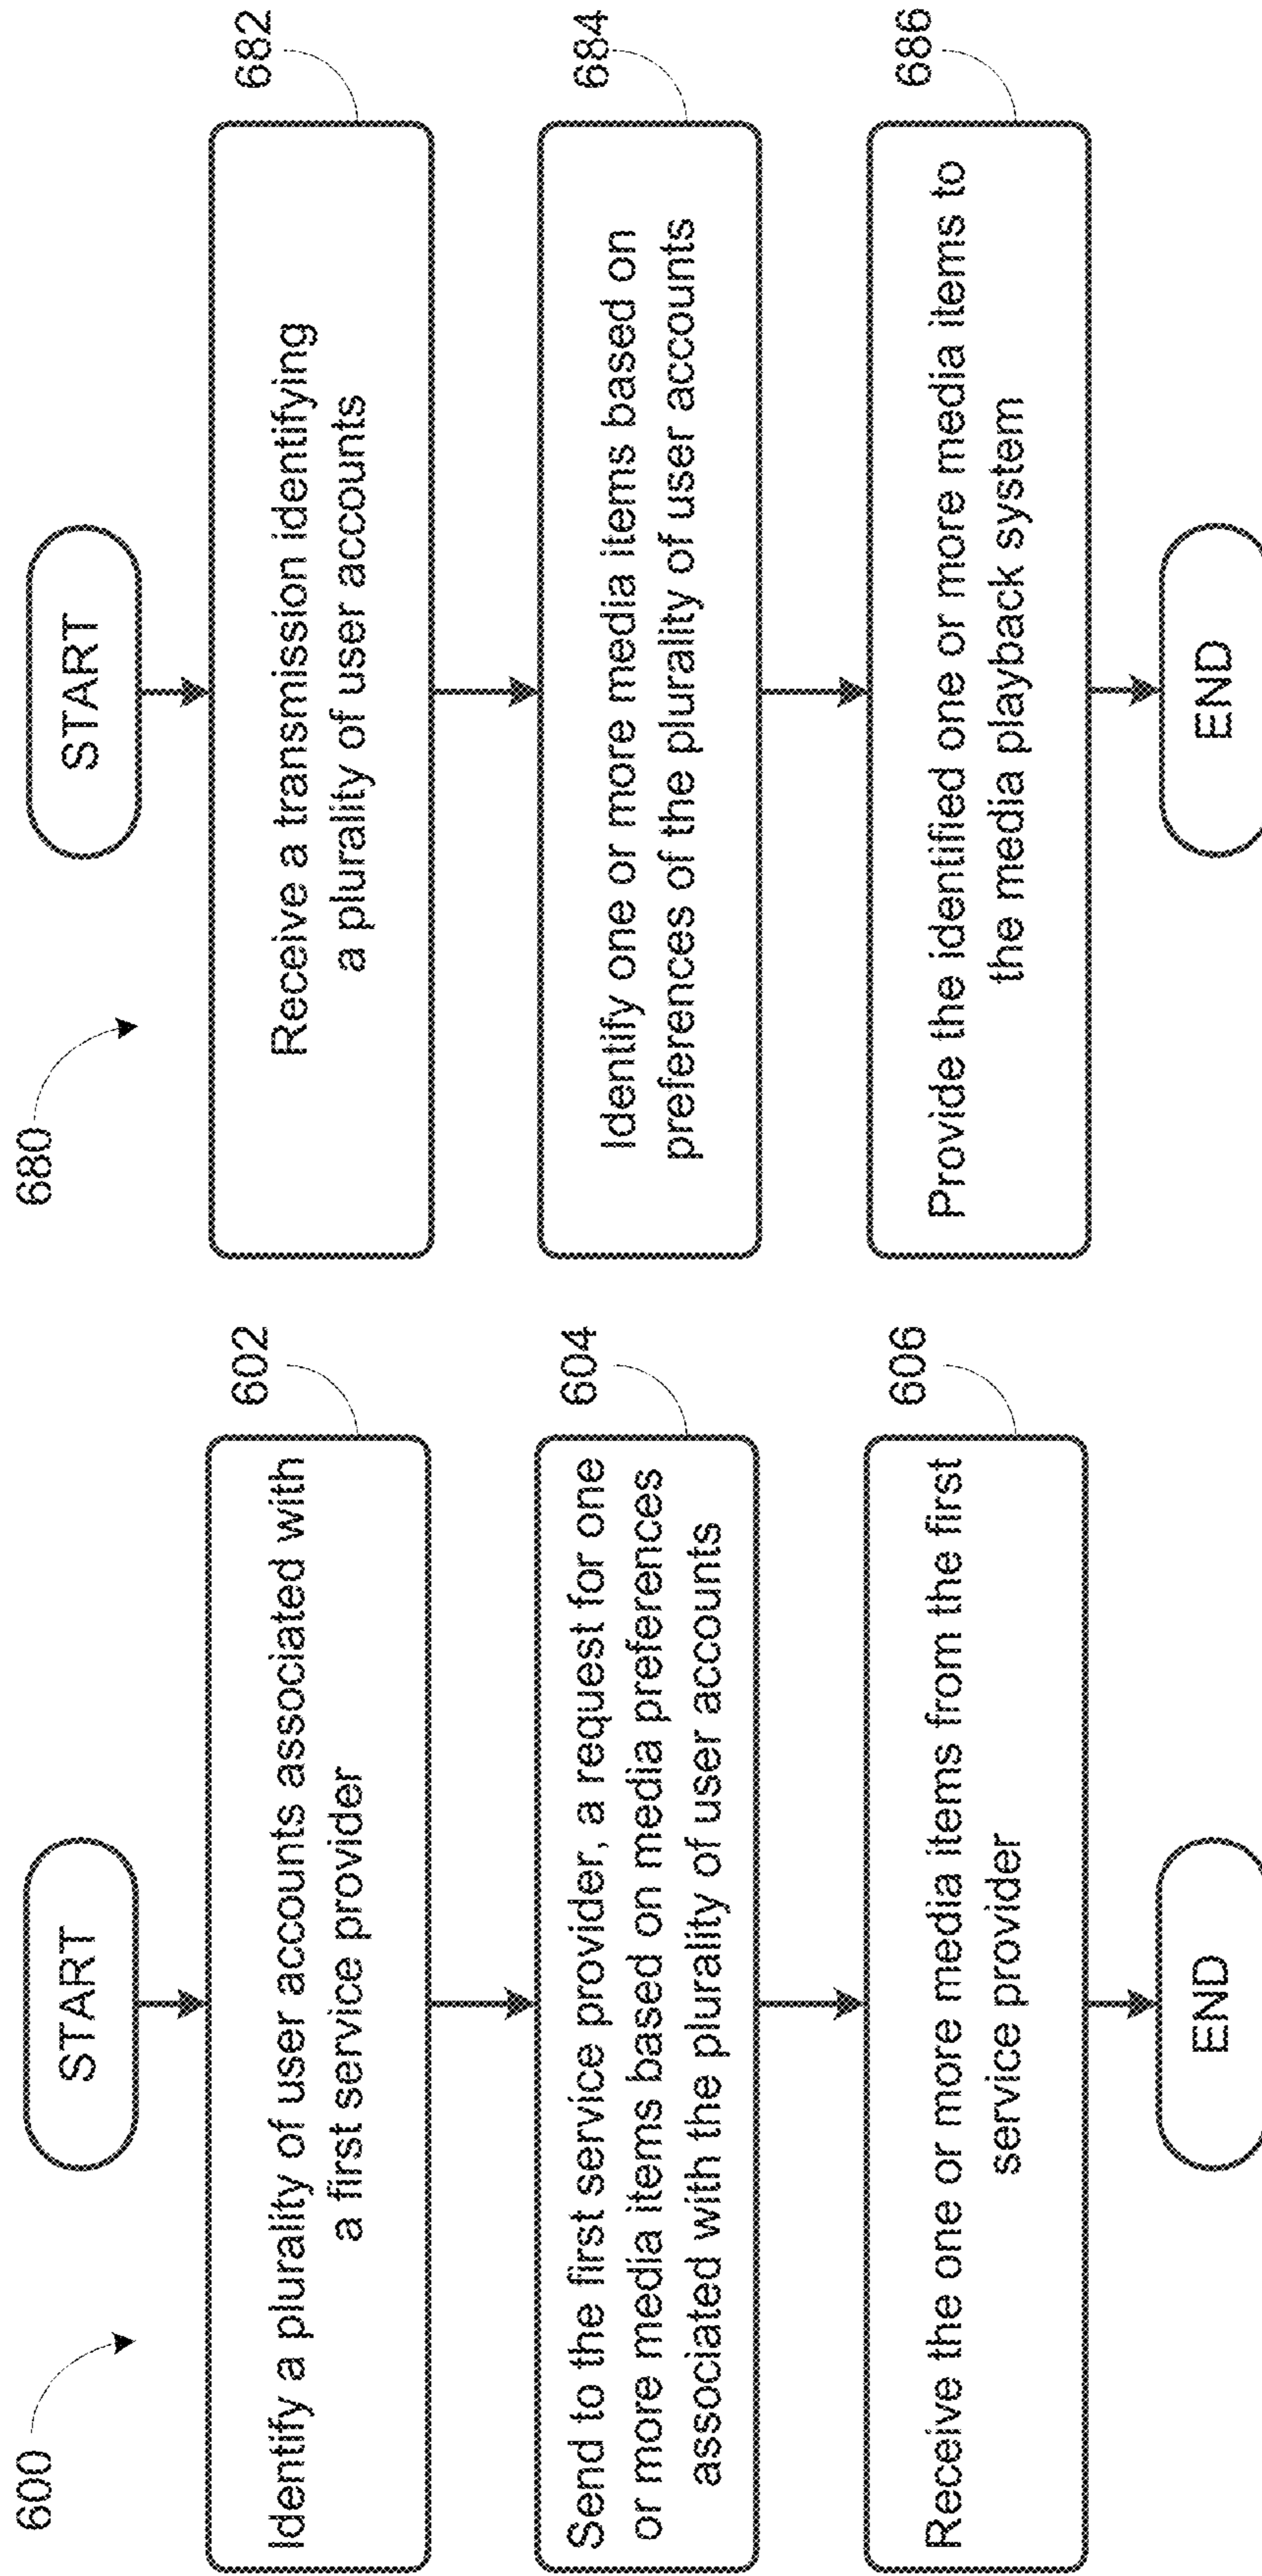 600
START
Identify a plurality of user accounts associated with
a first service provider
602
Send to the first service provider, a request for one
or more media items based on media preferences
associated with the plurality of user accounts
604
Receive the one or more media items from the first
service provider
606
END
680
START
Receive a transmission identifying
a plurality of user accounts
682
Identify one or more media items based on
preferences of the plurality of user accounts
684
Provide the identified one or more media items to
the media playback system
686
END